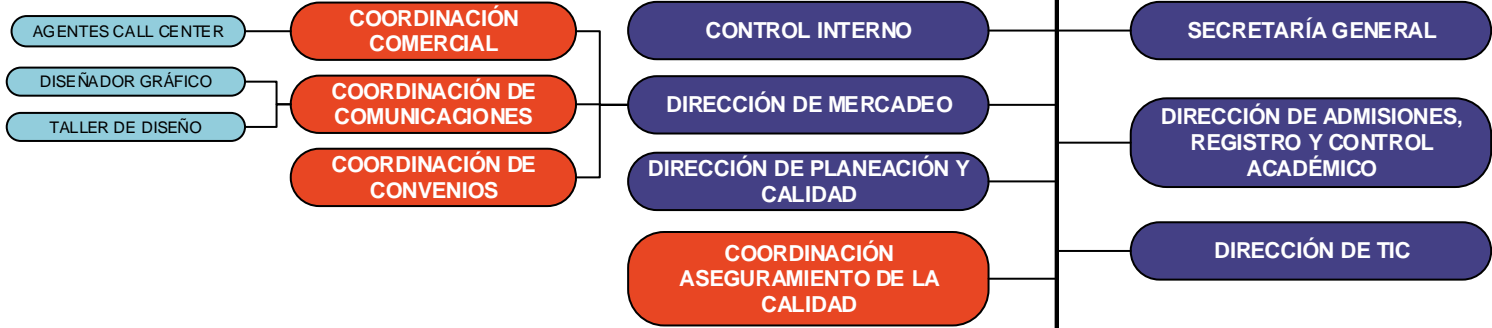 AGENTES CALL CENTER
DISEÑADOR GRÁFICO
TALLER DE DISEÑO
COORDINACIÓN
COMERCIAL
COORDINACIÓN DE
COMUNICACIONES
COORDINACIÓN DE
CONVENIOS
CONTROL INTERNO
DIRECCIÓN DE MERCADEO
DIRECCIÓN DE PLANEACIÓN Y
CALIDAD
COORDINACIÓN
ASEGURAMIENTO DE LA
CALIDAD
SECRETARÍA GENERAL
DIRECCIÓN DE ADMISIONES,
REGISTRO Y CONTROL
ACADÉMICO
DIRECCIÓN DE TIC